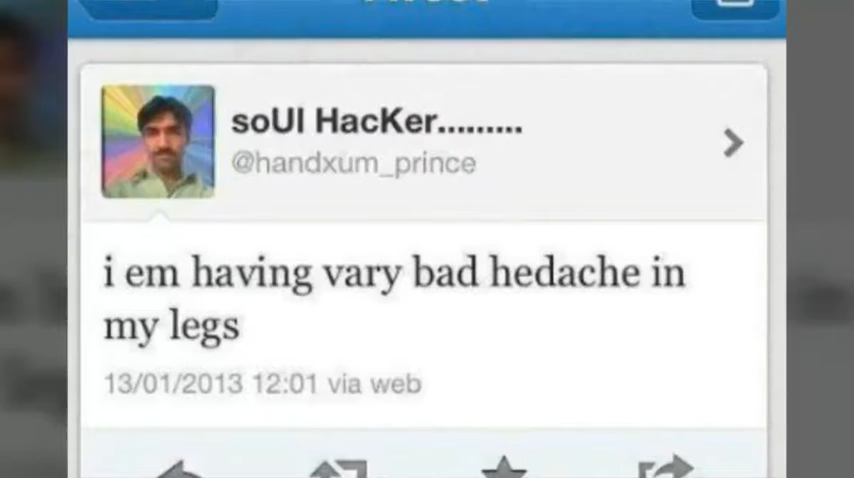 soUl HacKer.........
@handxum_prince
i em having vary bad hedache in
my legs
13/01/2013 12:01 via web